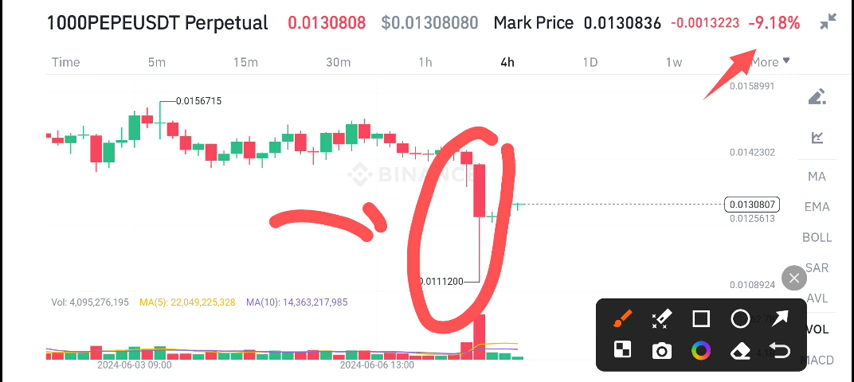 1000PEPEUSDT Perpetual 0.0130808 $0.01308080 Mark Price 0.0130836 -0.0013223 -9.18%
Time 5m 15m 30m 1h 4h 1D 1w More
0.0158991
0.0156715
0.0142302
MA
BINANCE
0.0130807
EMA
0.0125613
BOLL
SAR
0.0111200
0.0108924
AVL
Vol: 4,095,276,195 MA(5): 22,049,225,328 MA(10): 14,363,217,985
VOL
MACD
2024-06-03 09:00 2024-06-06 13:00